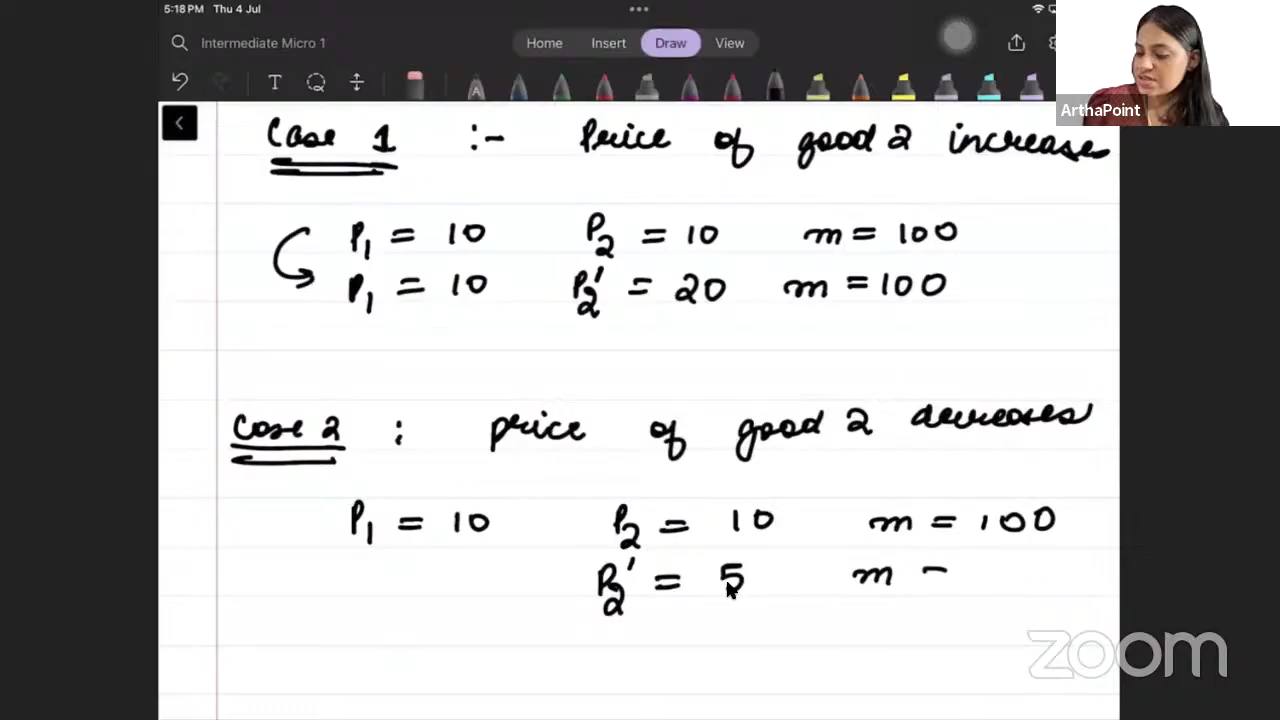 5:18 PM Thu 4 Jul
Intermediate Micro 1 Home Insert Draw View
T A
ArthaPoint
Case 1 :- Price of good 2 increases
P₁ = 10 P₂ = 10 m = 100
P₁ = 10 P₂' = 20 m = 100
Case 2 : price of good 2 decreases
P₁ = 10 P₂ = 10 m = 100
P₂' = 5 m -
zoom